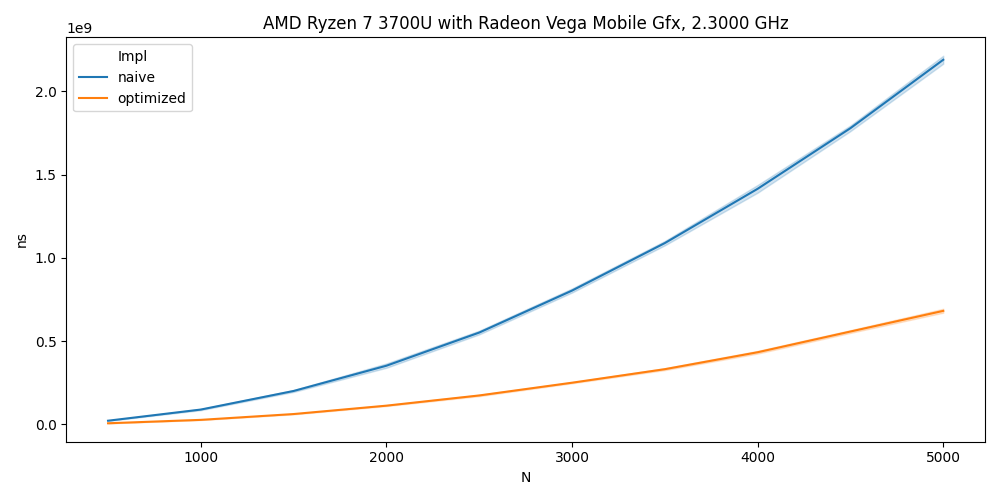 AMD Ryzen 7 3700U with Radeon Vega Mobile Gfx, 2.3000 GHz
1e9
Impl
naive
optimized
2.0
1.5
1.0
0.5
0.0
ns
1000 2000 3000 4000 5000
N